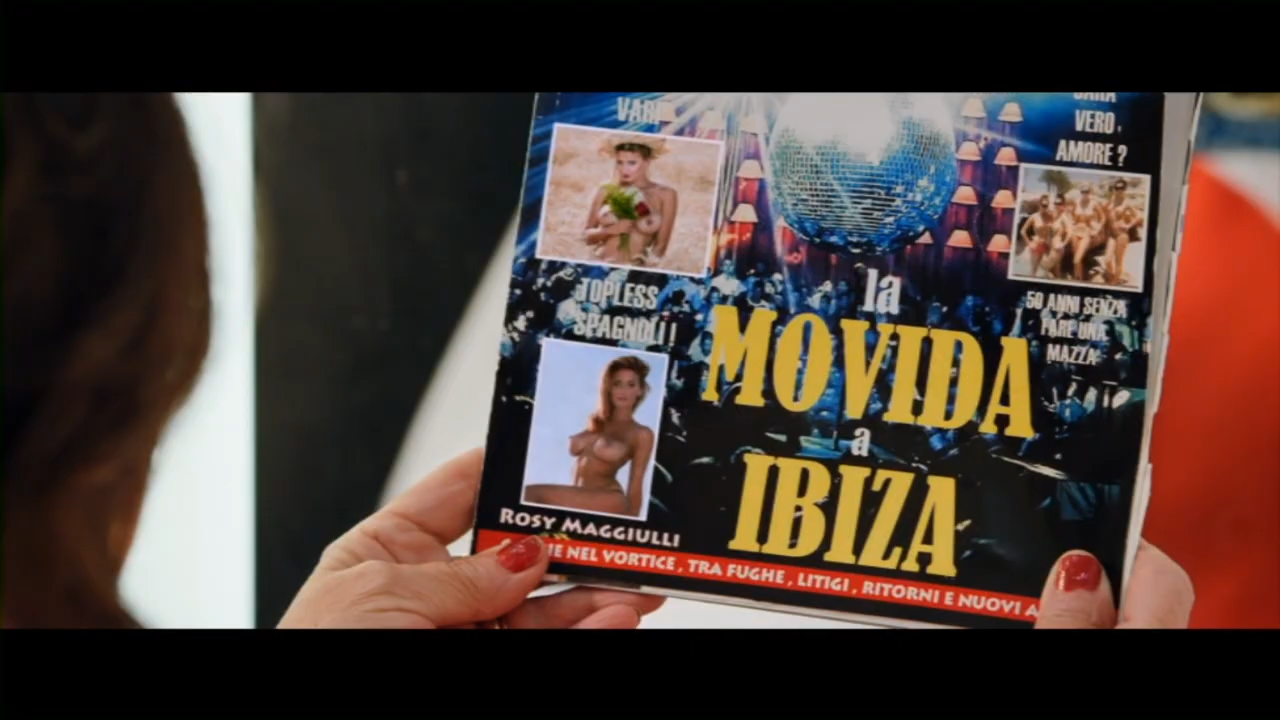 VARI
VERO,
AMORE ?
TOPLESS
SPAGNOLI !
50 ANNI SENZA
FARE UNA
MAZZA
la
MOVIDA
a
IBIZA
ROSY MAGGIULLI
NEL VORTICE, TRA FUGHE, LITIGI, RITORNI E NUOVI